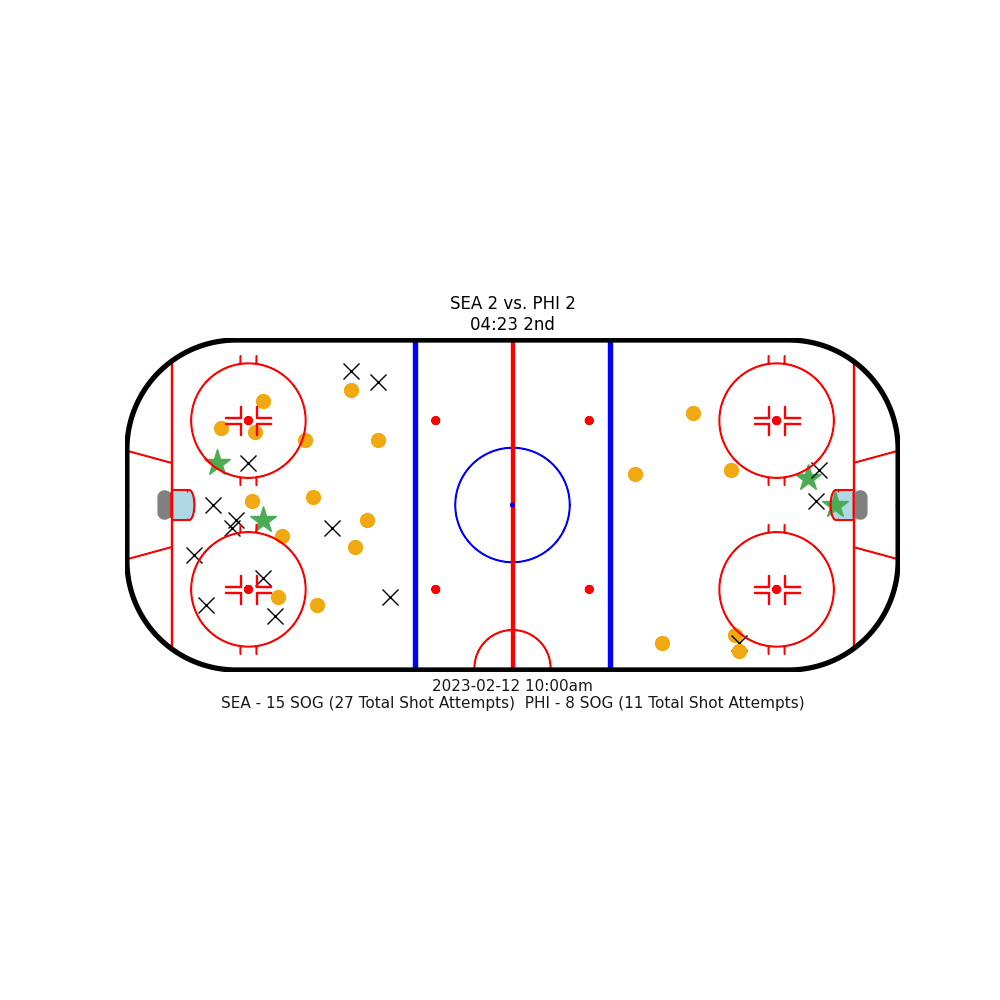 SEA 2 vs. PHI 2
04:23 2nd
2023-02-12 10:00am
SEA - 15 SOG (27 Total Shot Attempts)  PHI - 8 SOG (11 Total Shot Attempts)